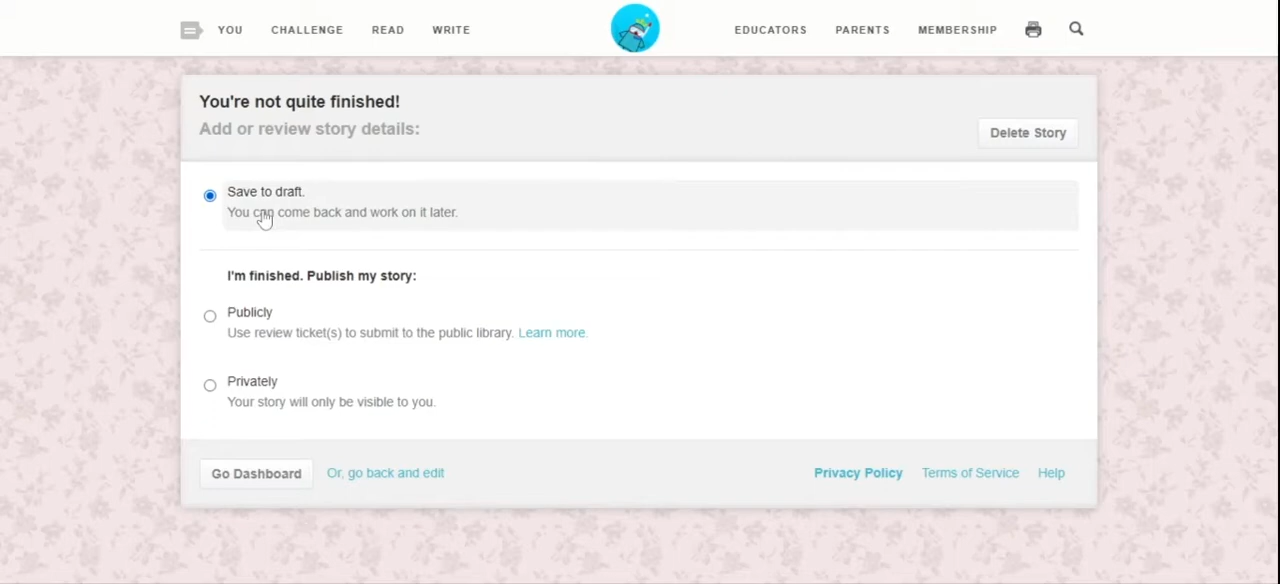 YOU CHALLENGE READ WRITE EDUCATORS PARENTS MEMBERSHIP
You're not quite finished!
Add or review story details:
Delete Story
Save to draft.
You can come back and work on it later.
I'm finished. Publish my story:
Publicly
Use review ticket(s) to submit to the public library. Learn more.
Privately
Your story will only be visible to you.
Go Dashboard Or, go back and edit Privacy Policy Terms of Service Help